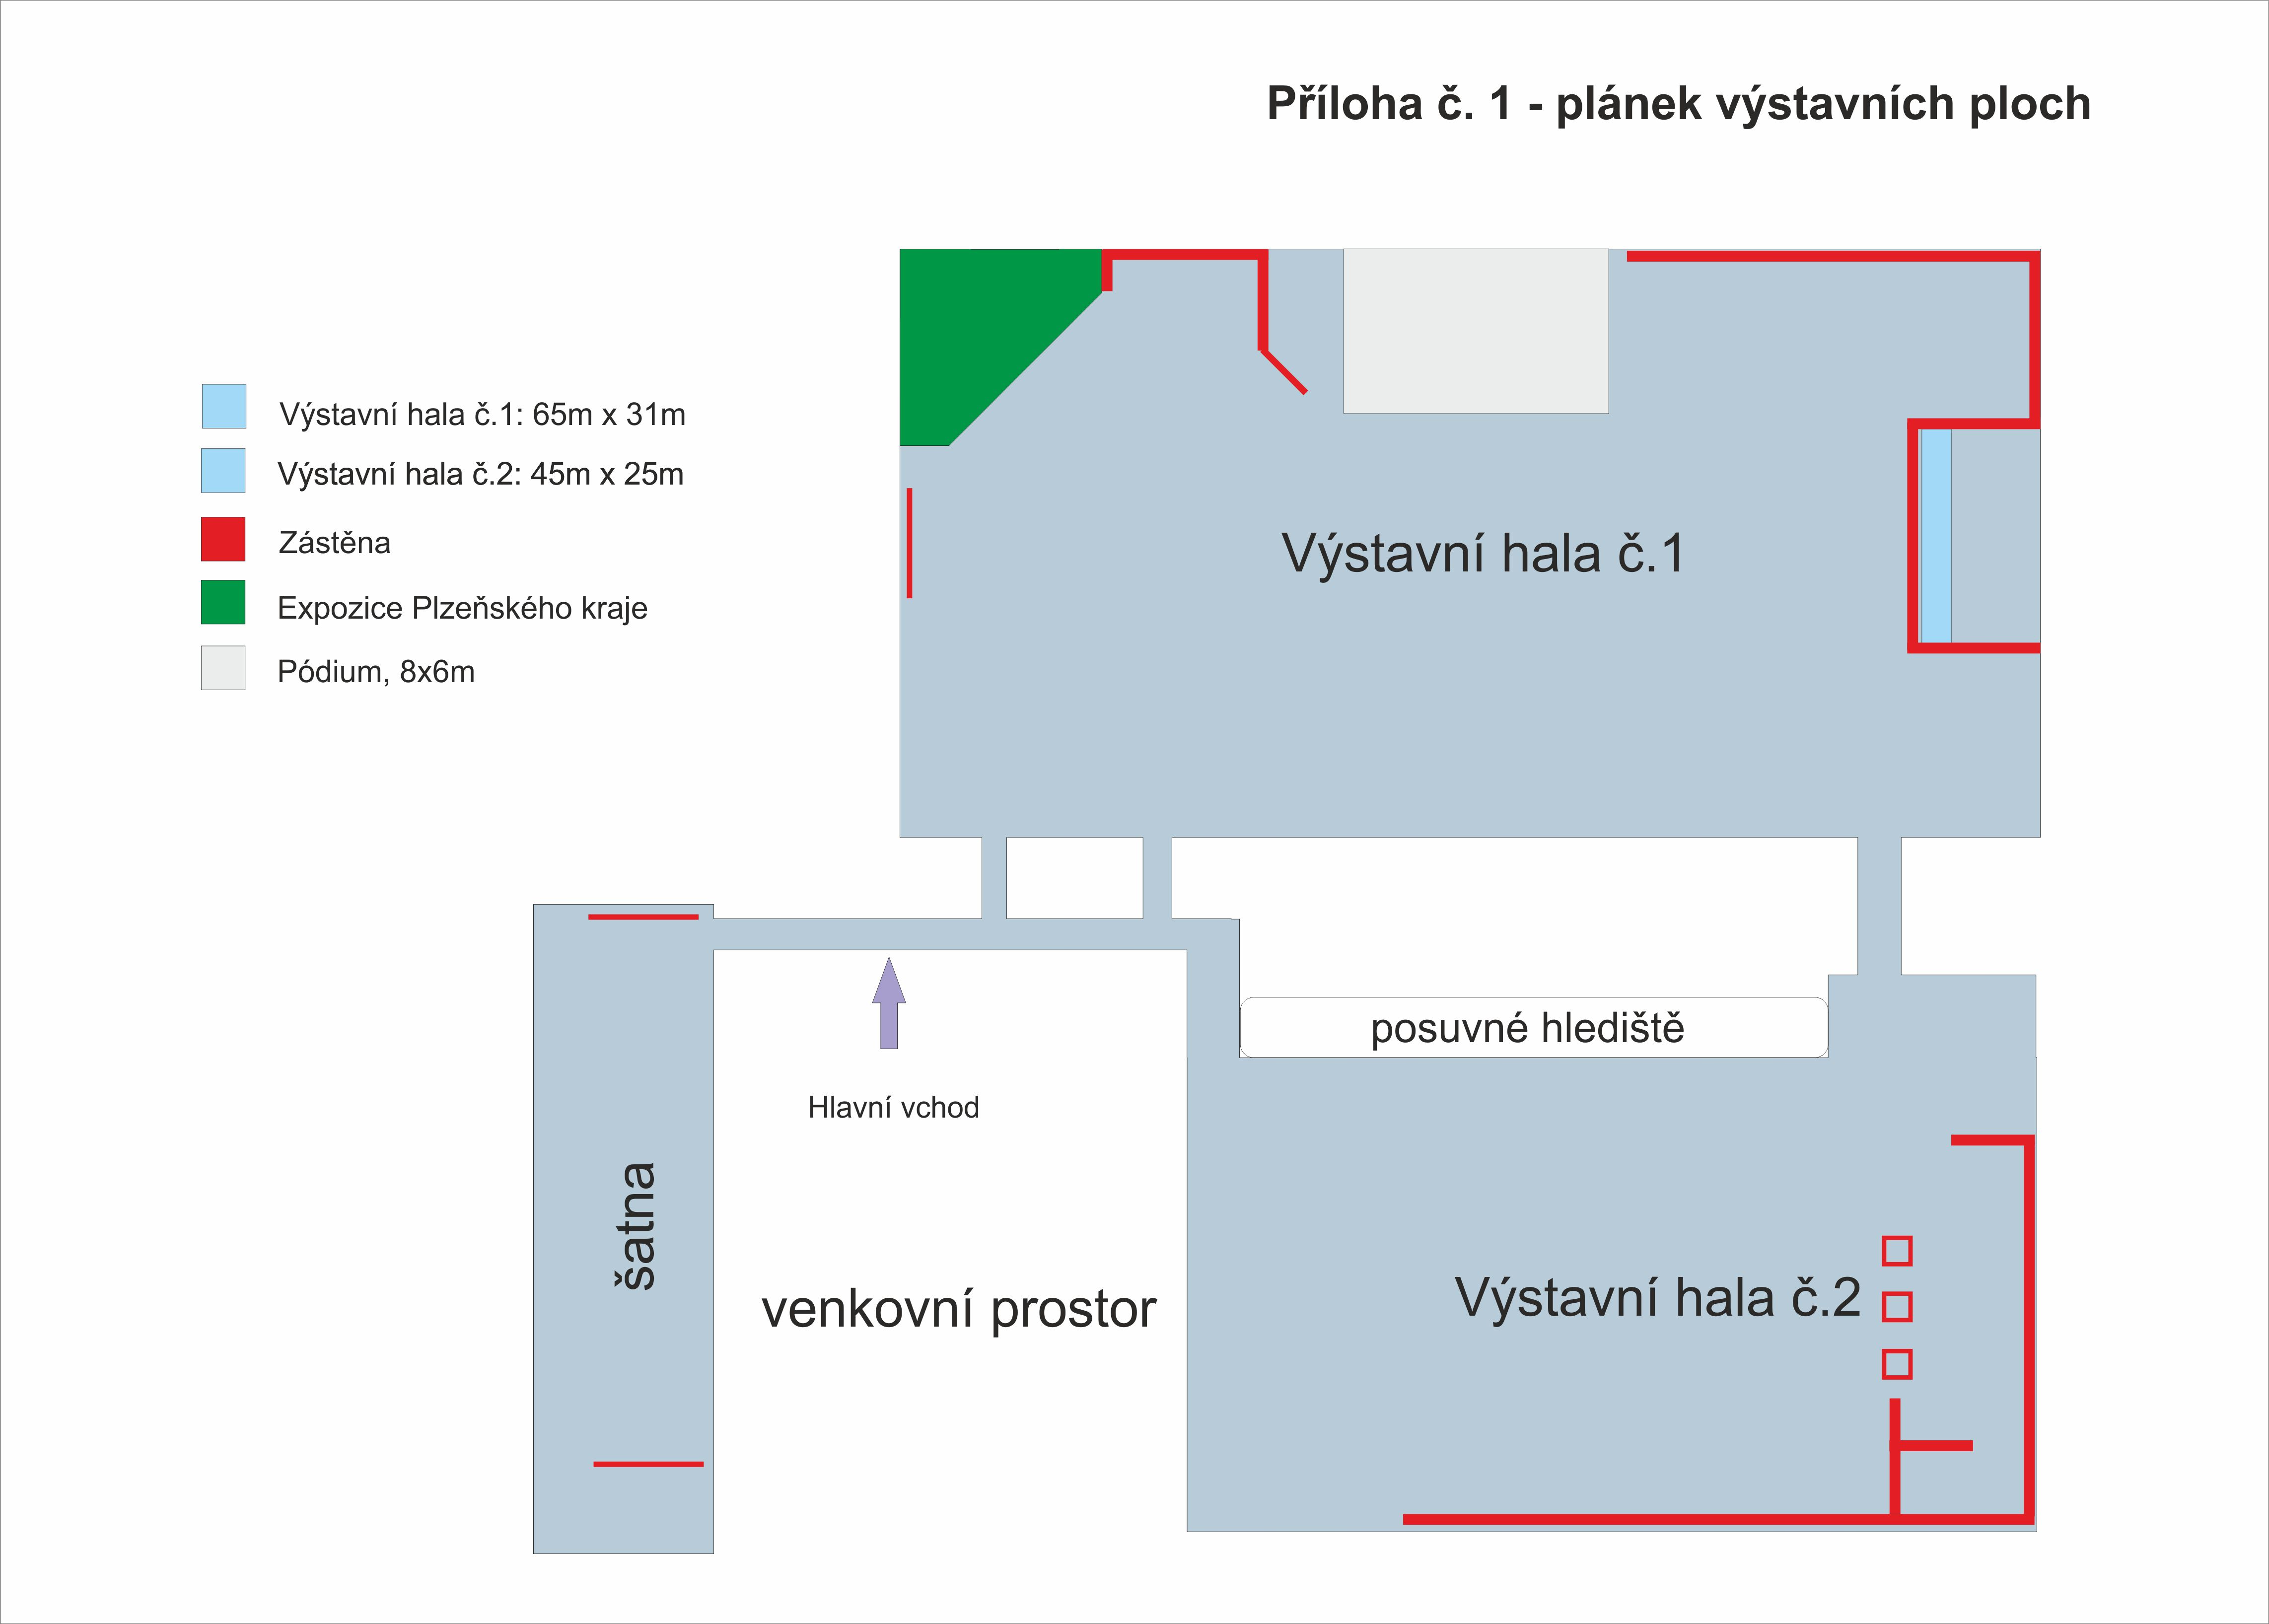 Příloha č. 1 - plánek výstavních ploch
Výstavní hala č.1: 65m x 31m
Výstavní hala č.2: 45m x 25m
Zástěna
Expozice Plzeňského kraje
Pódium, 8x6m
Výstavní hala č.1
posuvné hlediště
Hlavní vchod
šatna
venkovní prostor
Výstavní hala č.2